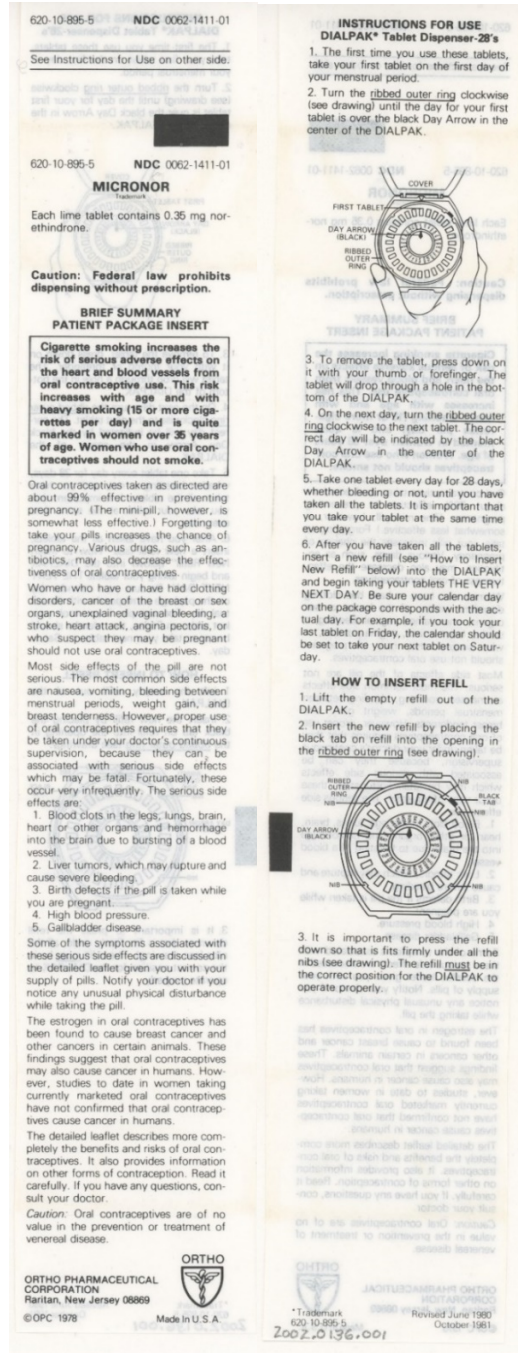 620-10-895-5 NDC 0062-1411-01
See Instructions for Use on other side.
620-10-895-5 NDC 0062-1411-01
MICRONOR
Trademark
Each lime tablet contains 0.35 mg nor-
ethindrone.
Caution: Federal law prohibits
dispensing without prescription.
BRIEF SUMMARY
PATIENT PACKAGE INSERT
Cigarette smoking increases the
risk of serious adverse effects on
the heart and blood vessels from
oral contraceptive use. This risk
increases with age and with
heavy smoking (15 or more ciga-
rettes per day) and is quite
marked in women over 35 years
of age. Women who use oral con-
traceptives should not smoke.
Oral contraceptives taken as directed are
about 99% effective in preventing
pregnancy. (The mini-pill, however, is
somewhat less effective.) Forgetting to
take your pills increases the chance of
pregnancy. Various drugs, such as an-
tibiotics, may also decrease the effec-
tiveness of oral contraceptives.
Women who have or have had clotting
disorders, cancer of the breast or sex
organs, unexplained vaginal bleeding, a
stroke, heart attack, angina pectoris, or
who suspect they may be pregnant
should not use oral contraceptives.
Most side effects of the pill are not
serious. The most common side effects
are nausea, vomiting, bleeding between
menstrual periods, weight gain, and
breast tenderness. However, proper use
of oral contraceptives requires that they
be taken under your doctor's continuous
supervision, because they can be
associated with serious side effects
which may be fatal. Fortunately, these
occur very infrequently. The serious side
effects are:
1. Blood clots in the legs, lungs, brain,
heart or other organs and hemorrhage
into the brain due to bursting of a blood
vessel.
2. Liver tumors, which may rupture and
cause severe bleeding.
3. Birth defects if the pill is taken while
you are pregnant.
4. High blood pressure.
5. Gallbladder disease.
Some of the symptoms associated with
these serious side effects are discussed in
the detailed leaflet given you with your
supply of pills. Notify your doctor if you
notice any unusual physical disturbance
while taking the pill.
The estrogen in oral contraceptives has
been found to cause breast cancer and
other cancers in certain animals. These
findings suggest that oral contraceptives
may also cause cancer in humans. How-
ever, studies to date in women taking
currently marketed oral contraceptives
have not confirmed that oral contracep-
tives cause cancer in humans.
The detailed leaflet describes more com-
pletely the benefits and risks of oral con-
traceptives. It also provides information
on other forms of contraception. Read it
carefully. If you have any questions, con-
sult your doctor.
Caution: Oral contraceptives are of no
value in the prevention or treatment of
venereal disease.
ORTHO
ORTHO PHARMACEUTICAL
CORPORATION
Raritan, New Jersey 08869
©OPC 1978 Made in U.S.A.
INSTRUCTIONS FOR USE
DIALPAK* Tablet Dispenser-28's
1. The first time you use these tablets,
take your first tablet on the first day of
your menstrual period.
2. Turn the ribbed outer ring clockwise
(see drawing) until the day for your first
tablet is over the black Day Arrow in the
center of the DIALPAK.
COVER
FIRST TABLET
DAY ARROW
(BLACK)
RIBBED
OUTER
RING
3. To remove the tablet, press down on
it with your thumb or forefinger. The
tablet will drop through a hole in the bot-
tom of the DIALPAK.
4. On the next day, turn the ribbed outer
ring clockwise to the next tablet. The cor-
rect day will be indicated by the black
Day Arrow in the center of the
DIALPAK.
5. Take one tablet every day for 28 days,
whether bleeding or not, until you have
taken all the tablets. It is important that
you take your tablet at the same time
every day.
6. After you have taken all the tablets,
insert a new refill (see "How to Insert
New Refill" below) into the DIALPAK
and begin taking your tablets THE VERY
NEXT DAY. Be sure your calendar day
on the package corresponds with the ac-
tual day. For example, if you took your
last tablet on Friday, the calendar should
be set to take your next tablet on Satur-
day.
HOW TO INSERT REFILL
1. Lift the empty refill out of the
DIALPAK.
2. Insert the new refill by placing the
black tab on refill into the opening in
the ribbed outer ring (see drawing).
RIBBED
OUTER
RING
NIB
NIB
BLACK
TAB
NIB
DAY ARROW
(BLACK)
NIB
NIB
3. It is important to press the refill
down so that is fits firmly under all the
nibs (see drawing). The refill must be in
the correct position for the DIALPAK to
operate properly.
*Trademark
620-10-895-5
Revised June 1980
October 1981
2002.0136.001